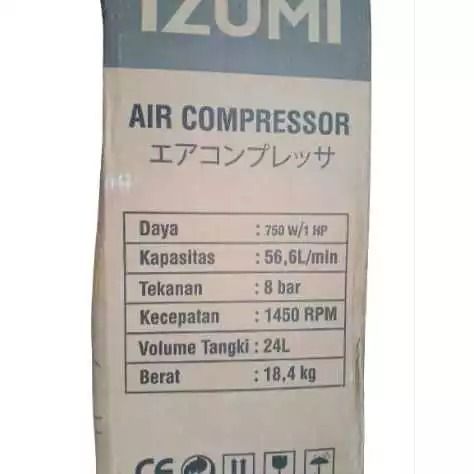 IZUMI
AIR COMPRESSOR
エアコンプレッサ
Daya : 750 W/1 HP
Kapasitas : 56,6L/min
Tekanan : 8 bar
Kecepatan : 1450 RPM
Volume Tangki : 24L
Berat : 18,4 kg
CE